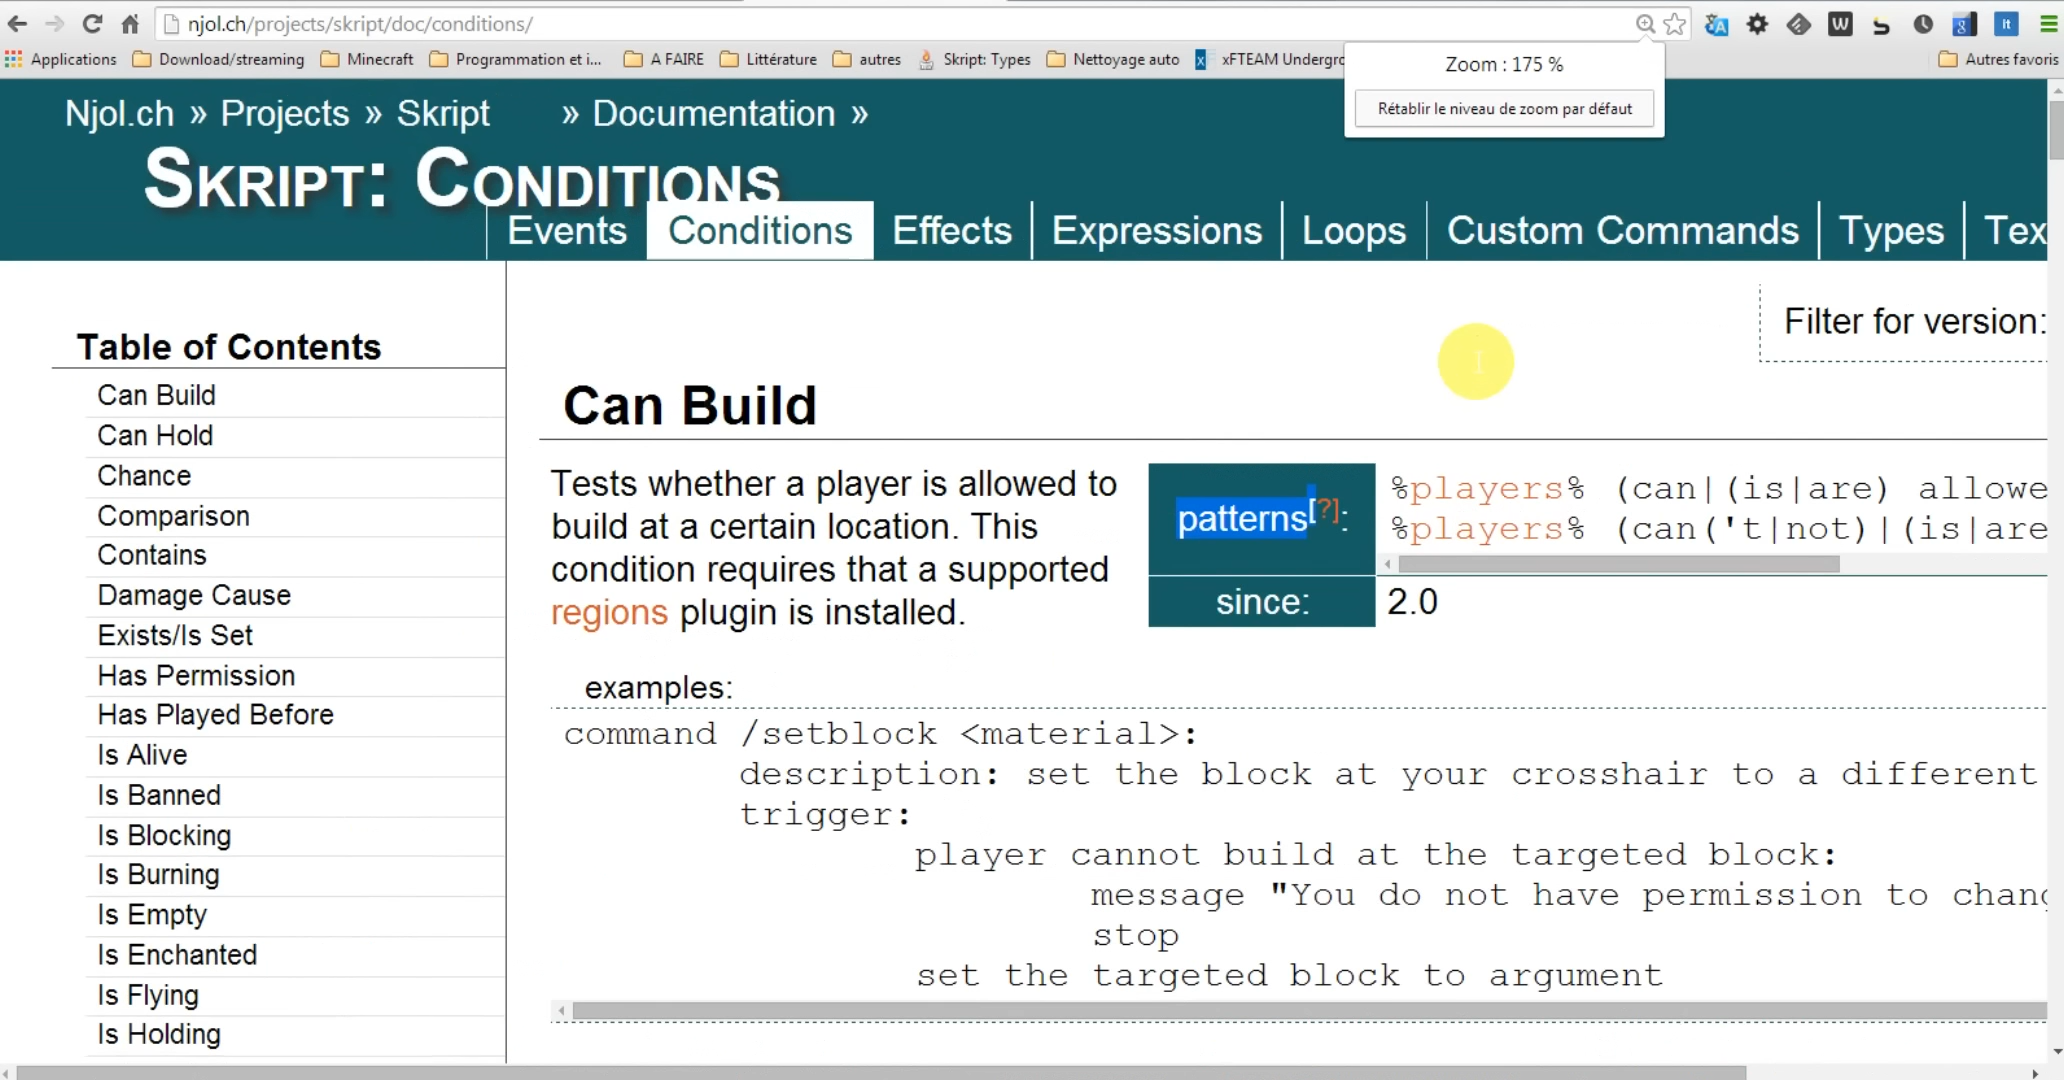 njol.ch/projects/skript/doc/conditions/
Applications Download/streaming Minecraft Programmation et i... A FAIRE Littérature autres Skript: Types Nettoyage auto xFTEAM Undergro Autres favoris
Zoom : 175 %
Rétablir le niveau de zoom par défaut
Njol.ch » Projects » Skript » Documentation »
Skript: Conditions
Events Conditions Effects Expressions Loops Custom Commands Types Tex
Filter for version:
Table of Contents
Can Build
Can Hold
Chance
Comparison
Contains
Damage Cause
Exists/Is Set
Has Permission
Has Played Before
Is Alive
Is Banned
Is Blocking
Is Burning
Is Empty
Is Enchanted
Is Flying
Is Holding
Can Build
Tests whether a player is allowed to
build at a certain location. This
condition requires that a supported
regions plugin is installed.
patterns[?]:
%players% (can|(is|are) allowe
%players% (can('t|not)|(is|are
since: 2.0
examples:
command /setblock <material>:
description: set the block at your crosshair to a different
trigger:
player cannot build at the targeted block:
message "You do not have permission to chang
stop
set the targeted block to argument